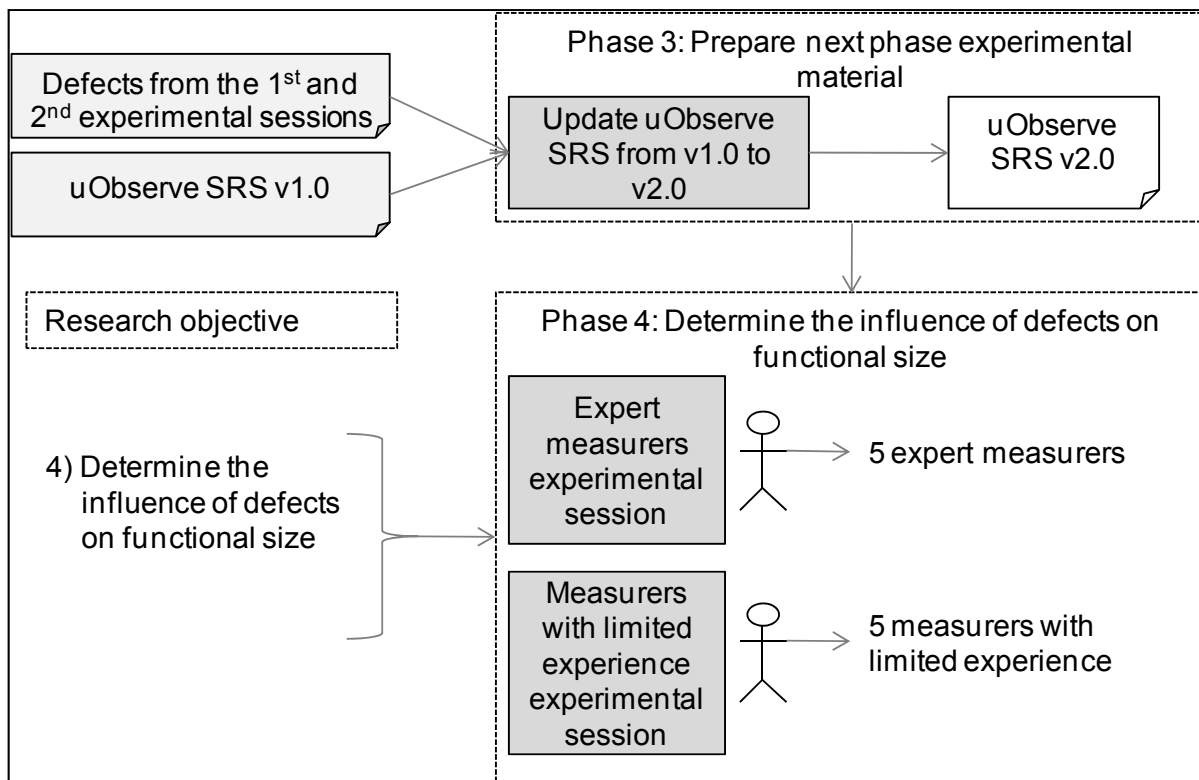 Phase 3: Prepare next phase experimental
material
Defects from the 1st and
2nd experimental sessions
uObserve SRS v1.0
Update uObserve
SRS from v1.0 to
v2.0
uObserve
SRS v2.0
Research objective
4) Determine the
influence of defects
on functional size
Phase 4: Determine the influence of defects on
functional size
Expert
measurers
experimental
session
5 expert measurers
Measurers
with limited
experience
experimental
session
5 measurers with
limited experience